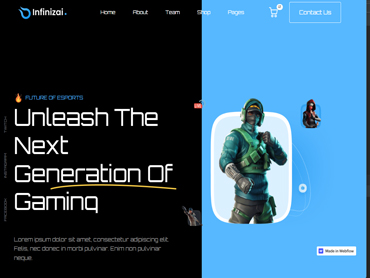 Infinizai.
Home About Team Shop Pages Contact Us
FUTURE OF ESPORTS
Unleash The
Next
Generation Of
Gaming
Lorem ipsum dolor sit amet, consectetur adipiscing elit.
Felis, nec donec in morbi pulvinar. Enim non pulvinar
neque
TWITCH
INSTAGRAM
FACEBOOK
Made in Webflow